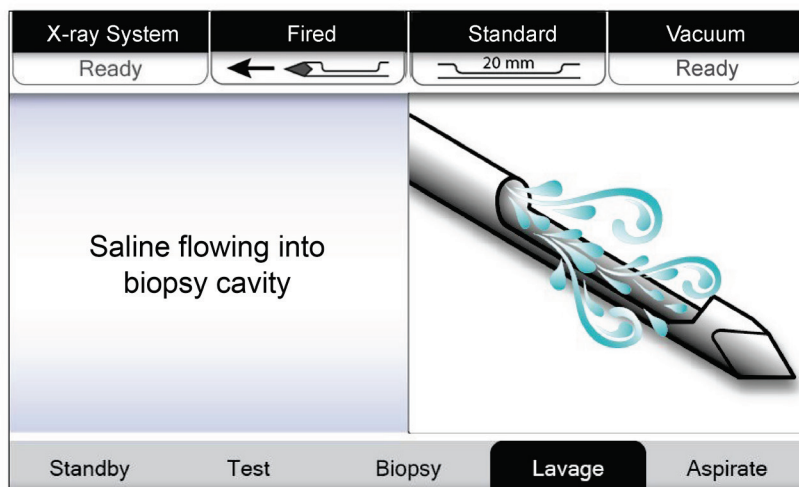 X-ray System
Fired
Standard
Vacuum
Ready
20 mm
Ready
Saline flowing into
biopsy cavity
Standby
Test
Biopsy
Lavage
Aspirate